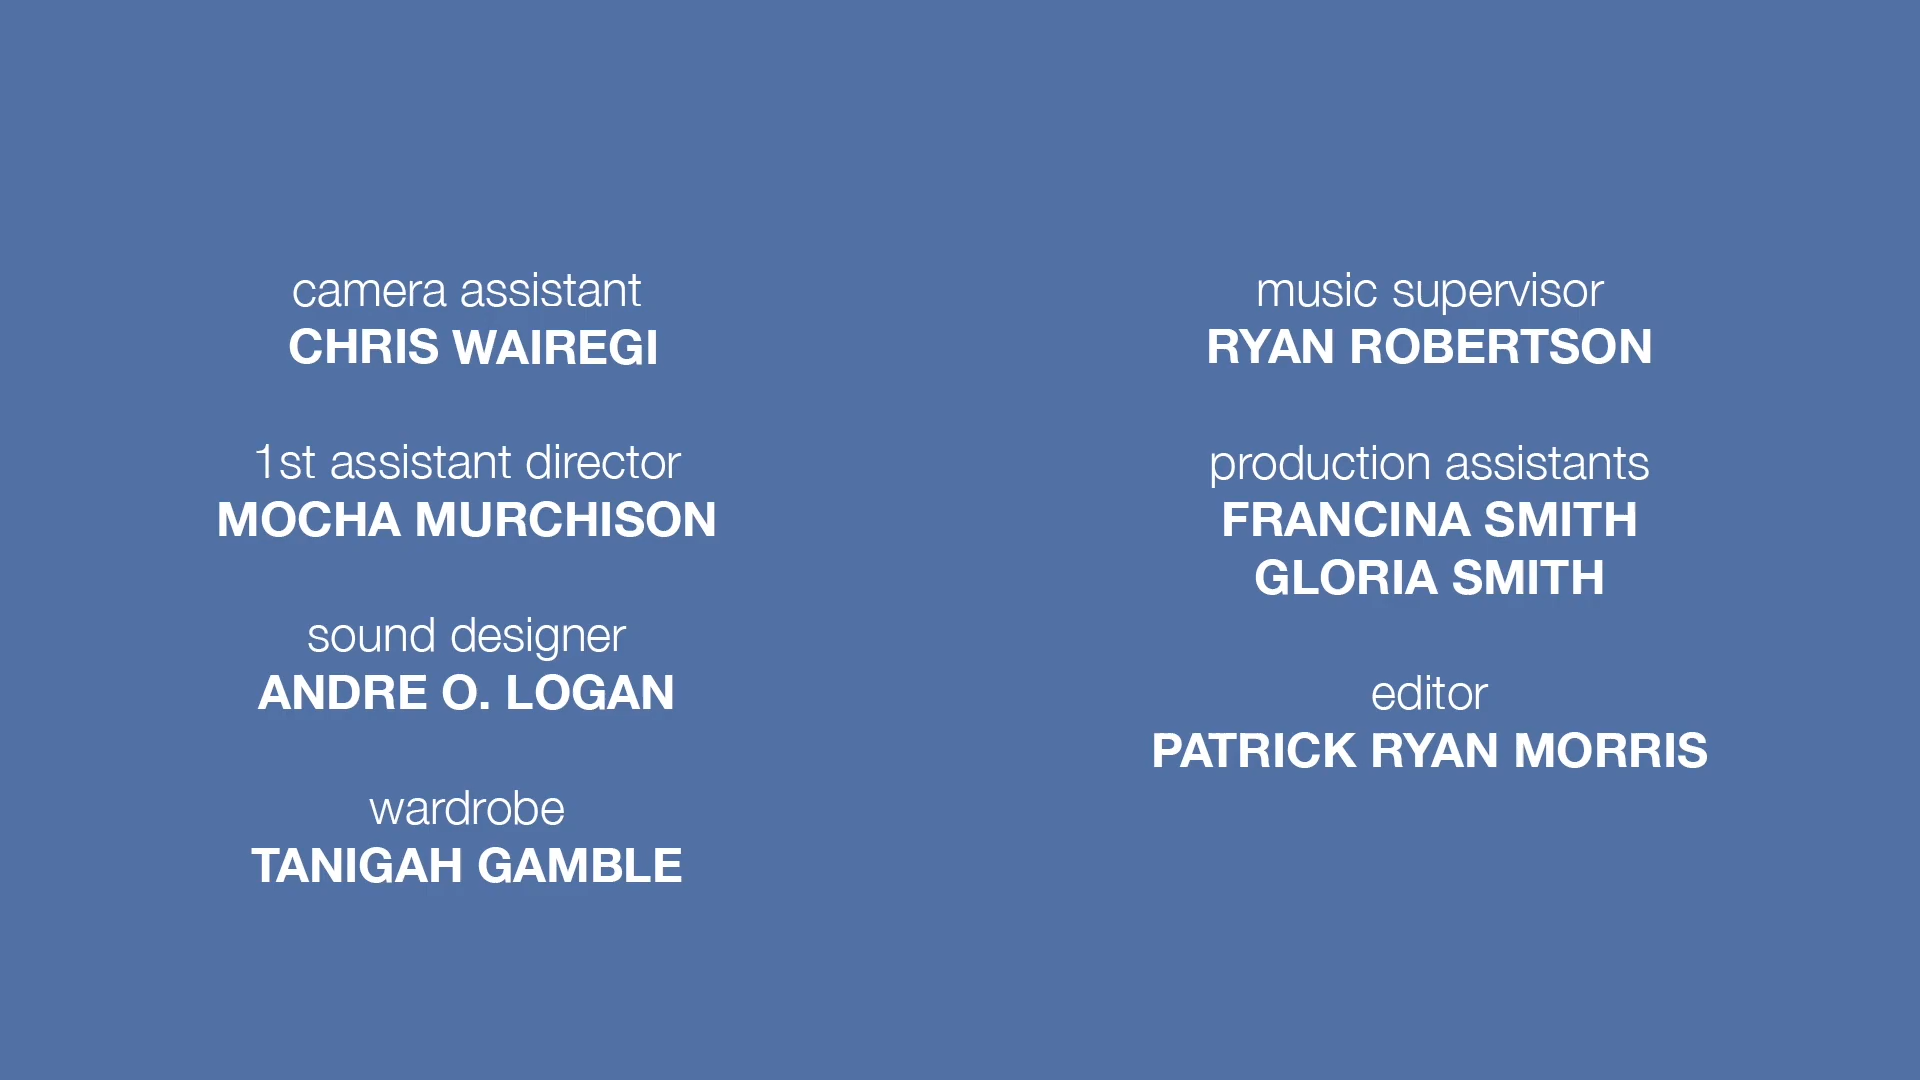 camera assistant
CHRIS WAIREGI
1st assistant director
MOCHA MURCHISON
sound designer
ANDRE O. LOGAN
wardrobe
TANIGAH GAMBLE
music supervisor
RYAN ROBERTSON
production assistants
FRANCINA SMITH
GLORIA SMITH
editor
PATRICK RYAN MORRIS